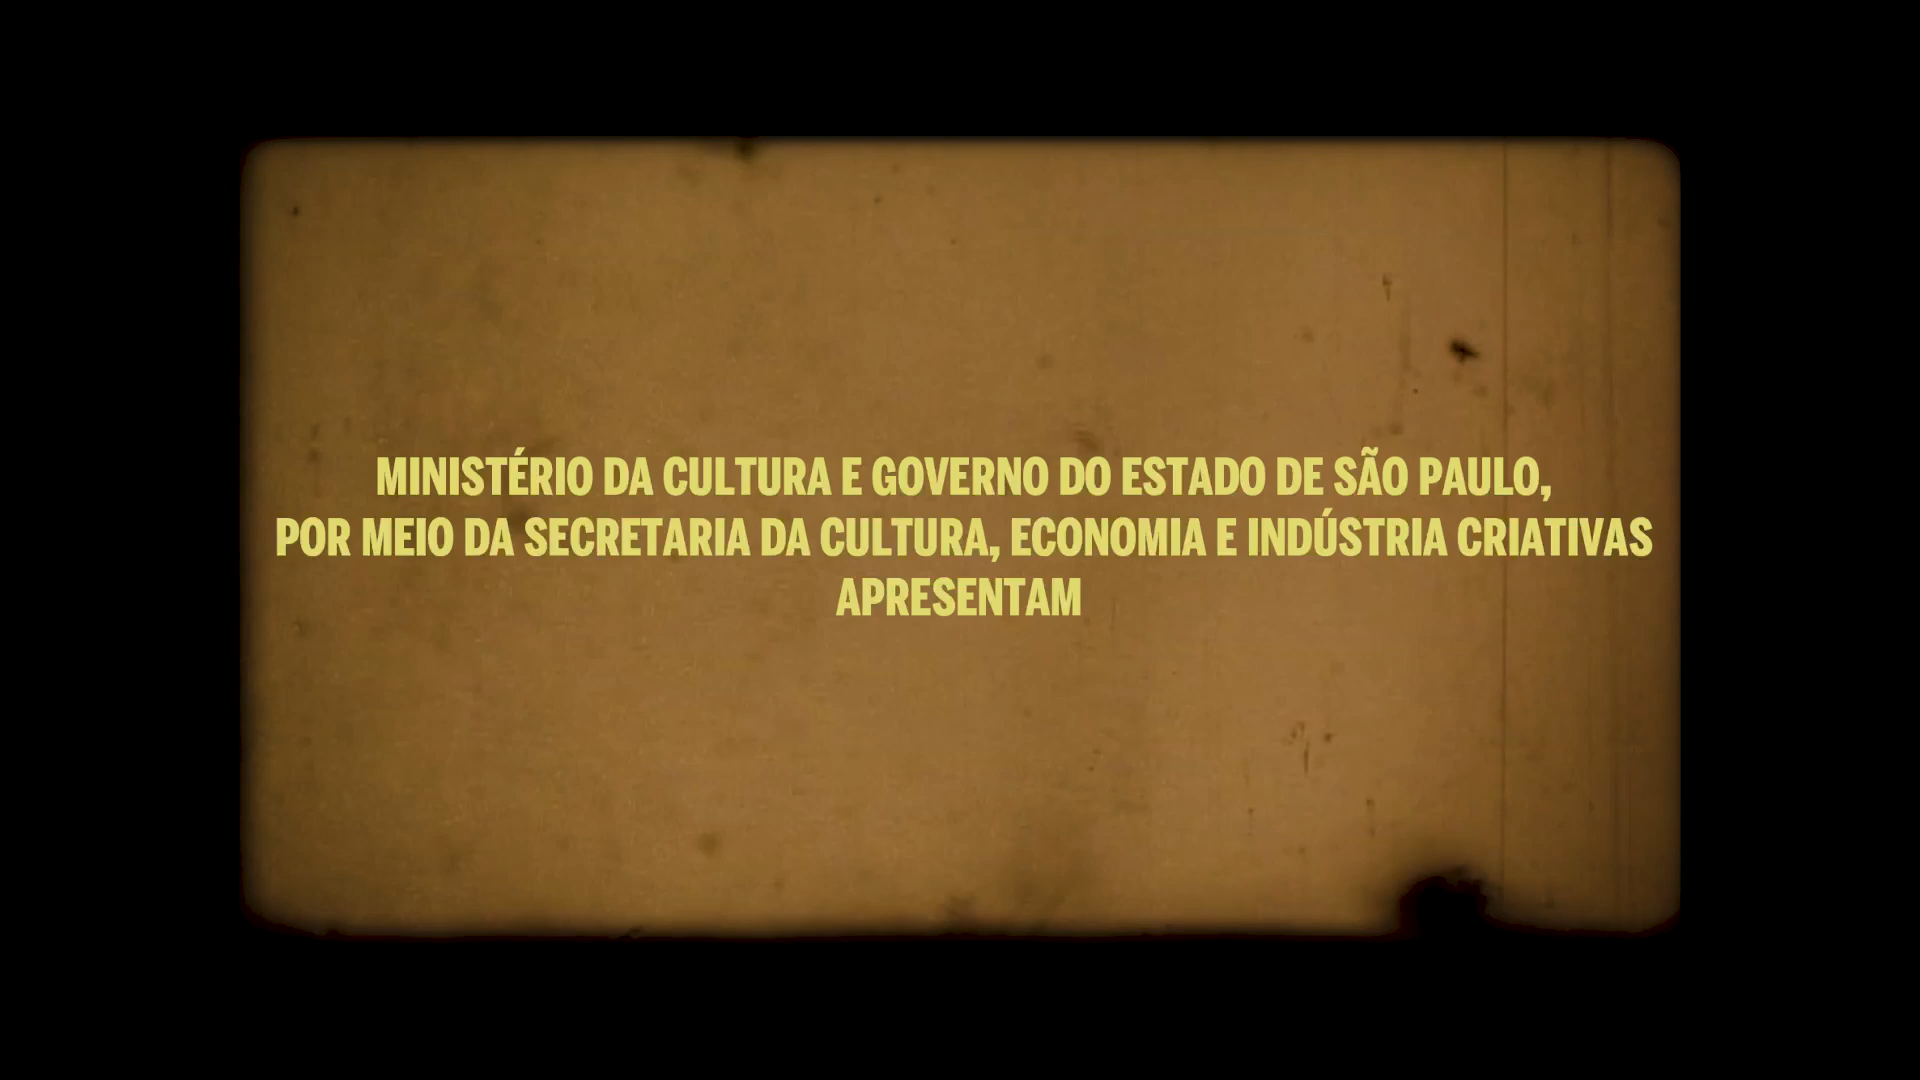 MINISTÉRIO DA CULTURA E GOVERNO DO ESTADO DE SÃO PAULO,
POR MEIO DA SECRETARIA DA CULTURA, ECONOMIA E INDÚSTRIA CRIATIVAS
APRESENTAM